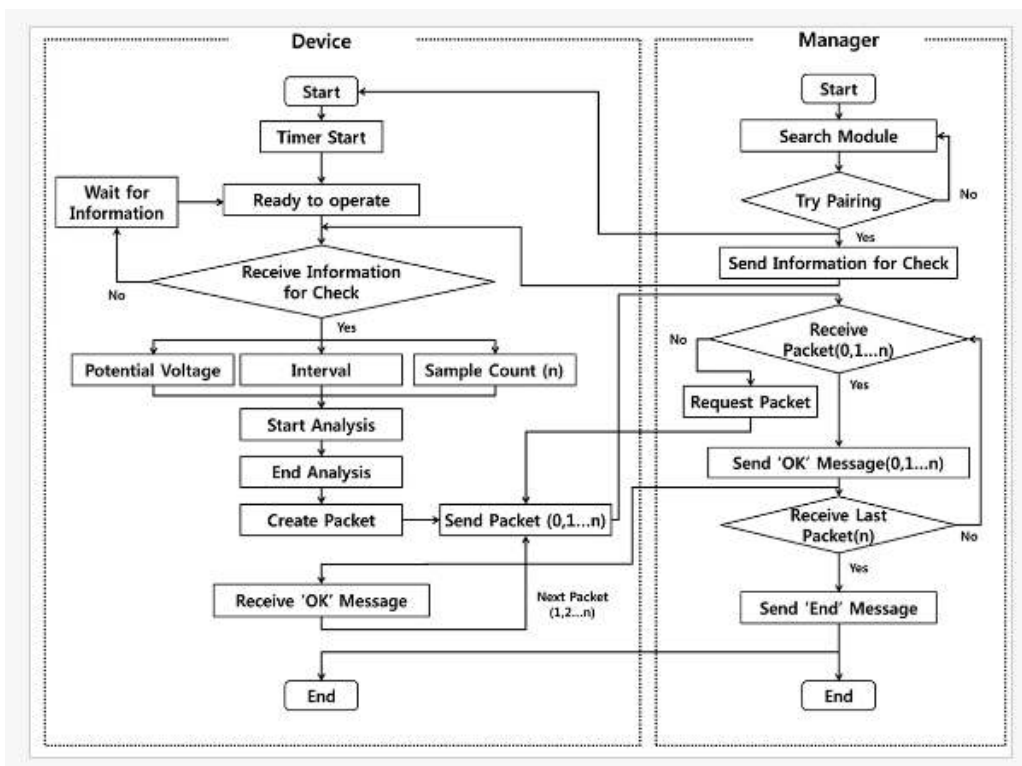 Device
Start
Timer Start
Wait for
Information
Ready to operate
Receive Information
for Check
No
Yes
Potential Voltage
Interval
Sample Count (n)
Start Analysis
End Analysis
Create Packet
Send Packet (0,1...n)
Receive 'OK' Message
Next Packet
(1,2...n)
End
Manager
Start
Search Module
Try Pairing
No
Yes
Send Information for Check
Receive
Packet(0,1...n)
No
Yes
Request Packet
Send 'OK' Message(0,1...n)
Receive Last
Packet(n)
No
Yes
Send 'End' Message
End